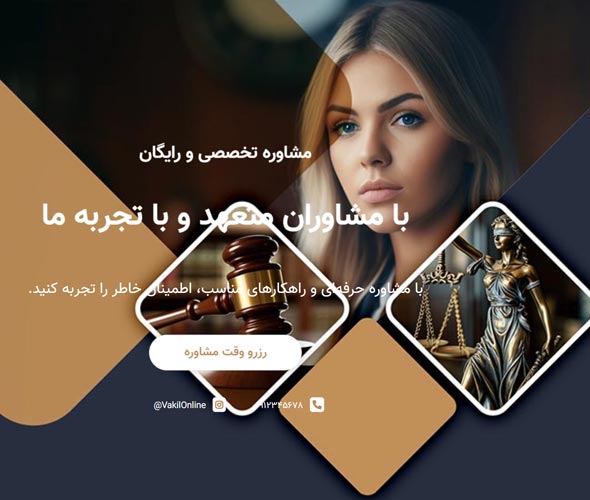 مشاوره تخصصی و رایگان
با مشاوران متعهد و با تجربه ما
با مشاوره حرفه‌ای و راهکارهای مناسب، اطمینان خاطر را تجربه کنید.
رزرو وقت مشاوره
@VakilOnline